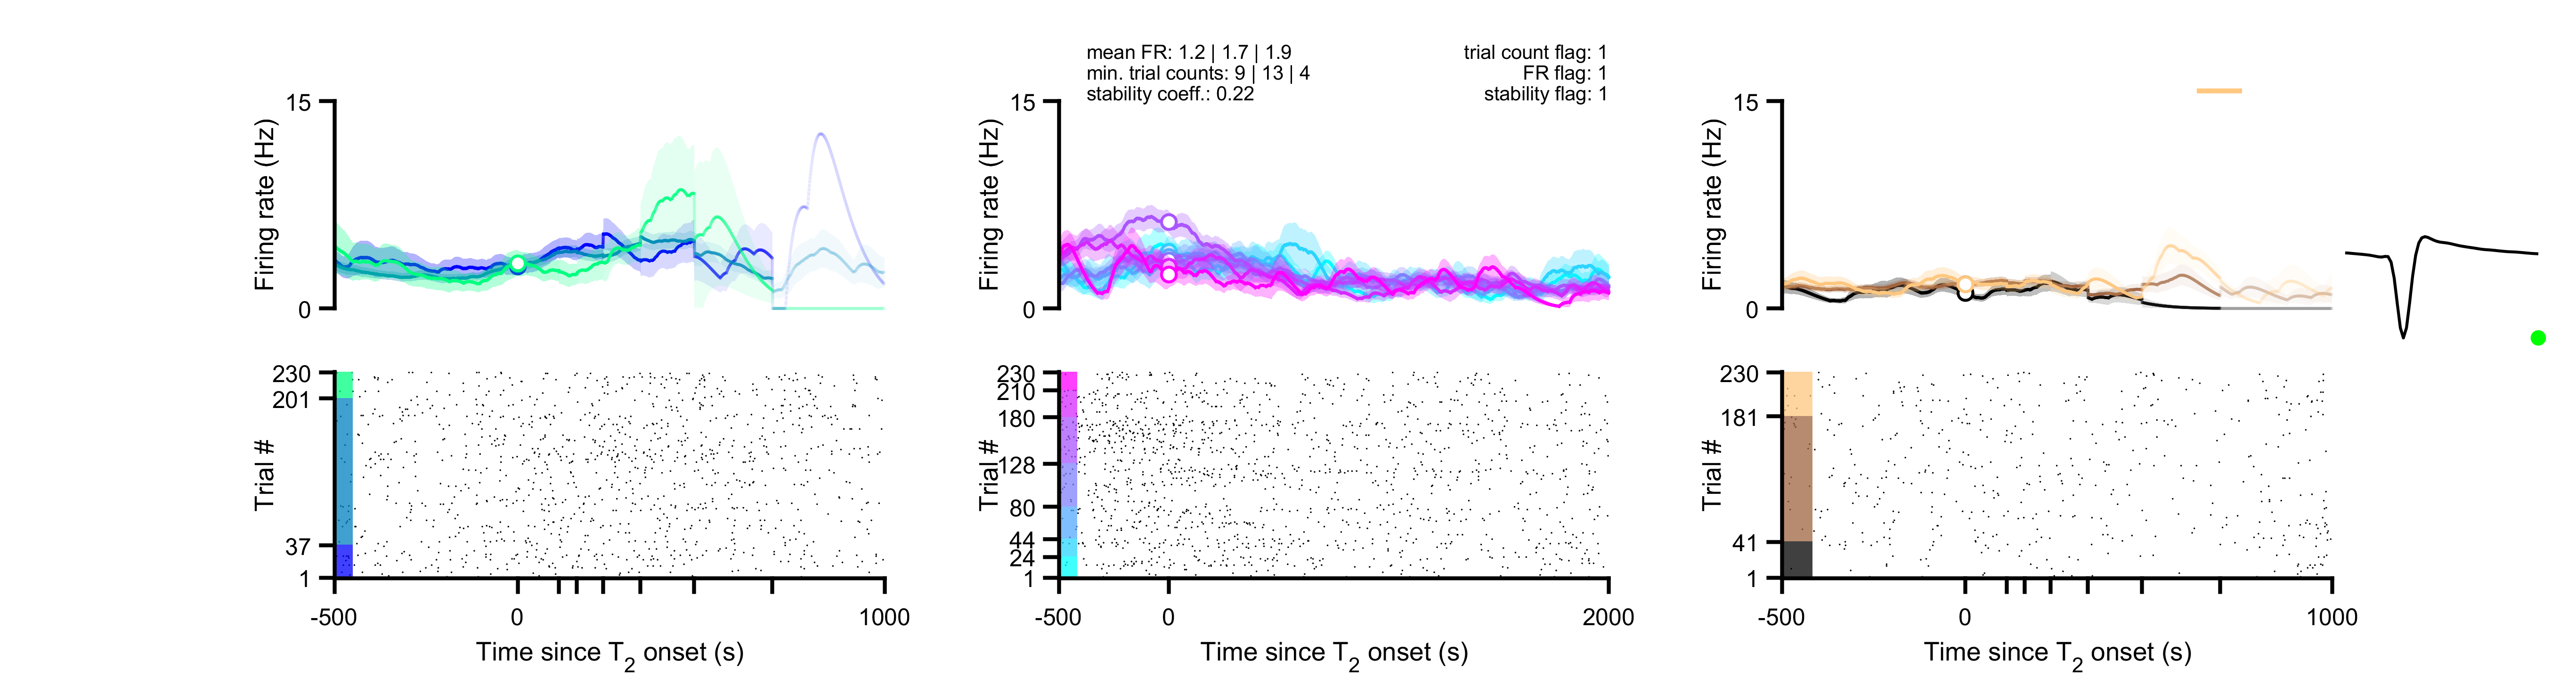 mean FR: 1.2 | 1.7 | 1.9
min. trial counts: 9 | 13 | 4
stability coeff.: 0.22
trial count flag: 1
FR flag: 1
stability flag: 1
15
0
Firing rate (Hz)
15
0
Firing rate (Hz)
15
0
Firing rate (Hz)
230
201
37
1
Trial #
-500
0
1000
Time since T2 onset (s)
230
210
180
128
80
44
24
1
Trial #
-500
0
2000
Time since T2 onset (s)
230
181
41
1
Trial #
-500
0
1000
Time since T2 onset (s)